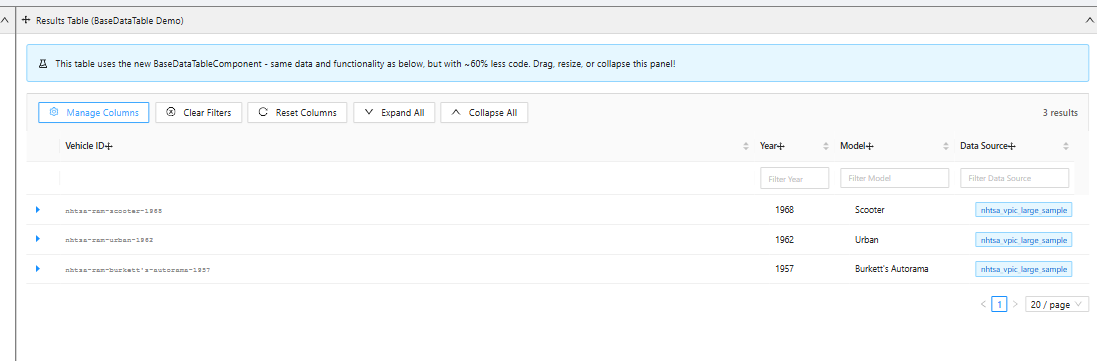 Results Table (BaseDataTable Demo)
This table uses the new BaseDataTableComponent - same data and functionality as below, but with ~60% less code. Drag, resize, or collapse this panel!
Manage Columns Clear Filters Reset Columns Expand All Collapse All 3 results
Vehicle ID Year Model Data Source
Filter Year Filter Model Filter Data Source
nhtsa-ram-scooter-1968 1968 Scooter nhtsa_vpic_large_sample
nhtsa-ram-urban-1962 1962 Urban nhtsa_vpic_large_sample
nhtsa-ram-burkett's-autorama-1957 1957 Burkett's Autorama nhtsa_vpic_large_sample
< 1 > 20 / page